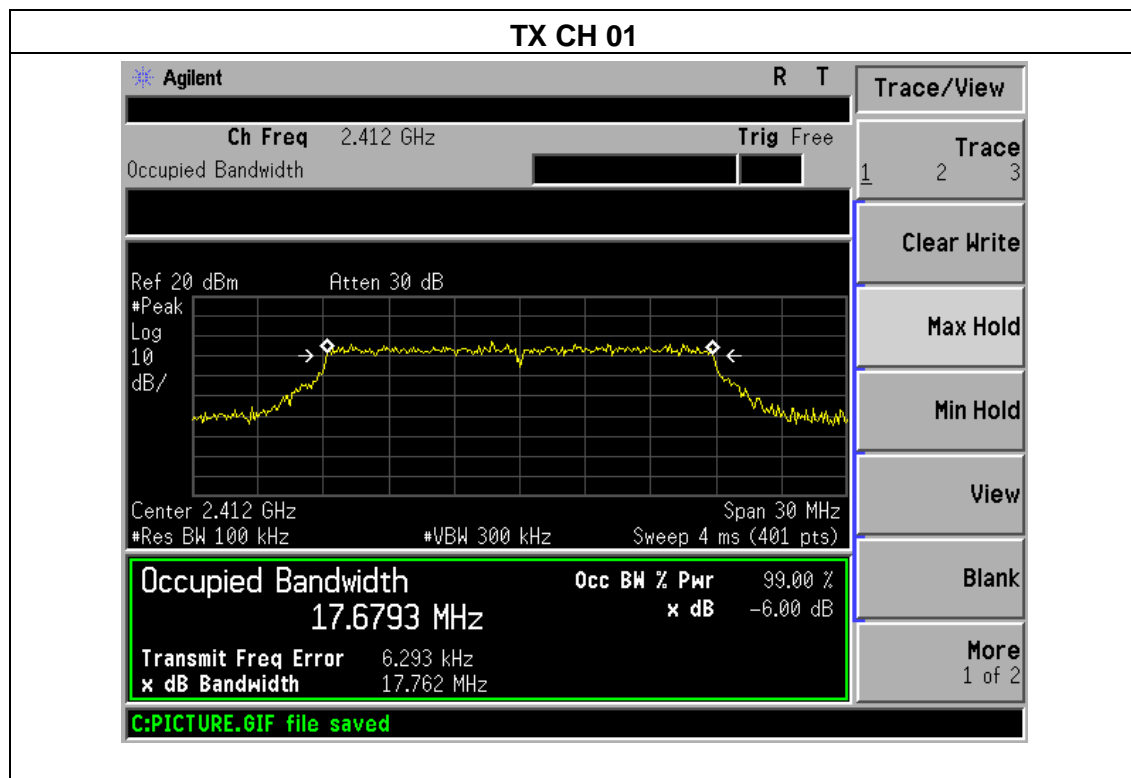 TX CH 01
Agilent R T
Ch Freq 2.412 GHz Trig Free
Occupied Bandwidth
Ref 20 dBm Atten 30 dB
#Peak
Log
10
dB/
Center 2.412 GHz Span 30 MHz
#Res BW 100 kHz #VBW 300 kHz Sweep 4 ms (401 pts)
Occupied Bandwidth Occ BW % Pwr 99.00 %
17.6793 MHz x dB -6.00 dB
Transmit Freq Error 6.293 kHz
x dB Bandwidth 17.762 MHz
C:PICTURE.GIF file saved
Trace/View
Trace
1 2 3
Clear Write
Max Hold
Min Hold
View
Blank
More
1 of 2